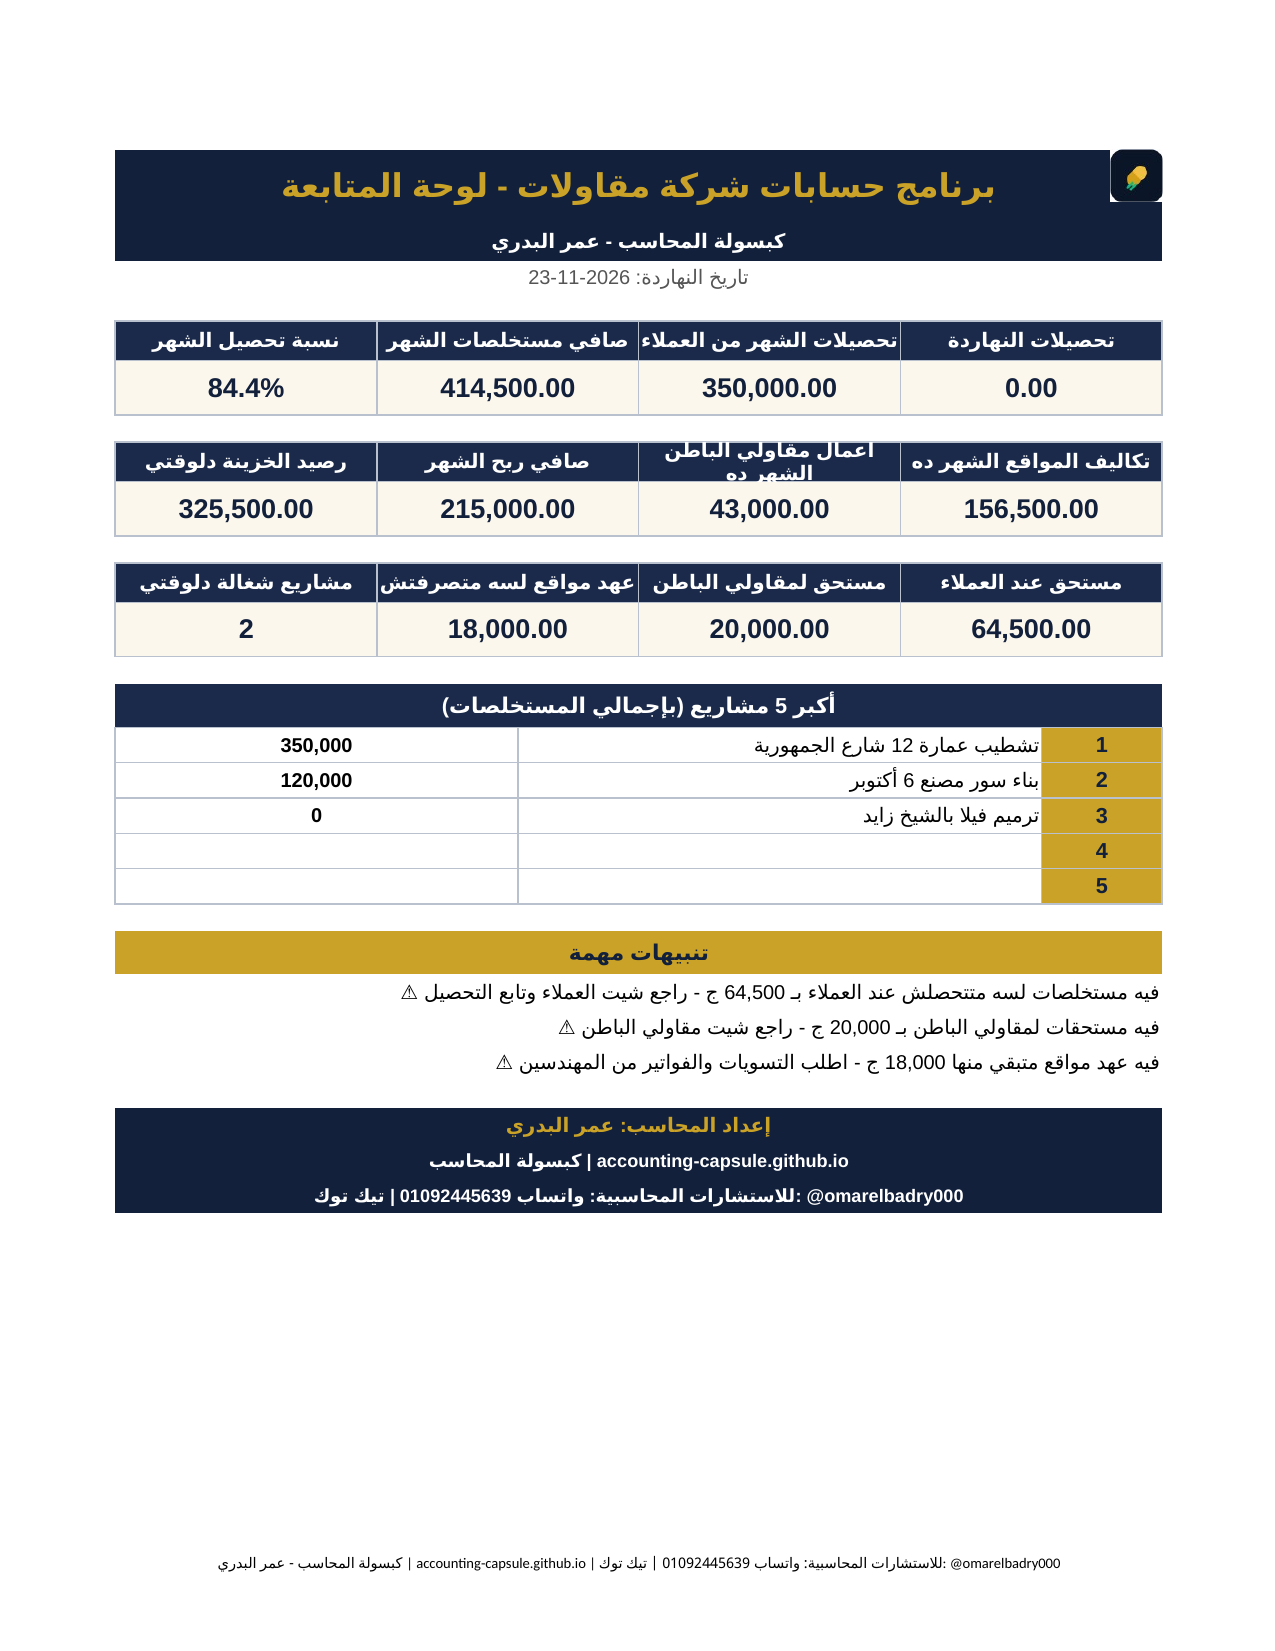 برنامج حسابات شركة مقاولات - لوحة المتابعة
كبسولة المحاسب - عمر البدري
تاريخ النهاردة: 2026-11-23
تحصيلات النهاردة تحصيلات الشهر من العملاء صافي مستخلصات الشهر نسبة تحصيل الشهر
0.00 350,000.00 414,500.00 84.4%
تكاليف المواقع الشهر ده أعمال مقاولي الباطن الشهر ده صافي ربح الشهر رصيد الخزينة دلوقتي
156,500.00 43,000.00 215,000.00 325,500.00
مستحق عند العملاء مستحق لمقاولي الباطن عهد مواقع لسه متصرفتش مشاريع شغالة دلوقتي
64,500.00 20,000.00 18,000.00 2
أكبر 5 مشاريع (بإجمالي المستخلصات)
1 تشطيب عمارة 12 شارع الجمهورية 350,000
2 بناء سور مصنع 6 أكتوبر 120,000
3 ترميم فيلا بالشيخ زايد 0
4
5
تنبيهات مهمة
فيه مستخلصات لسه متتحصلش عند العملاء بـ 64,500 ج - راجع شيت العملاء وتابع التحصيل ⚠
فيه مستحقات لمقاولي الباطن بـ 20,000 ج - راجع شيت مقاولي الباطن ⚠
فيه عهد مواقع متبقي منها 18,000 ج - اطلب التسويات والفواتير من المهندسين ⚠
إعداد المحاسب: عمر البدري
كبسولة المحاسب | accounting-capsule.github.io
للاستشارات المحاسبية: واتساب 01092445639 | تيك توك: @omarelbadry000
كبسولة المحاسب - عمر البدري | accounting-capsule.github.io | للاستشارات المحاسبية: واتساب 01092445639 | تيك توك: @omarelbadry000